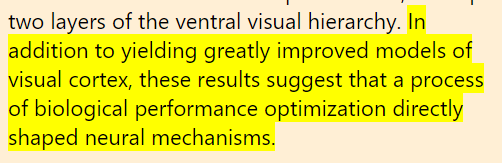 two layers of the ventral visual hierarchy. In
addition to yielding greatly improved models of
visual cortex, these results suggest that a process
of biological performance optimization directly
shaped neural mechanisms.